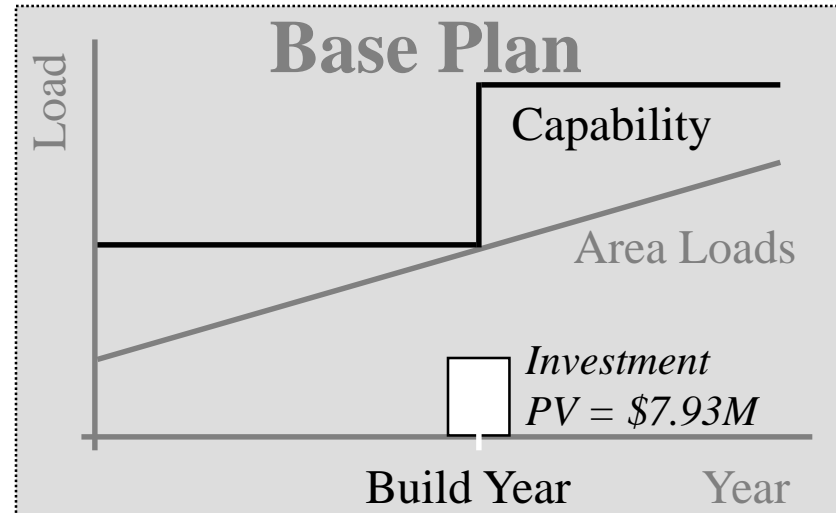 Base Plan
Load
Capability
Area Loads
Investment
PV = $7.93M
Build Year
Year